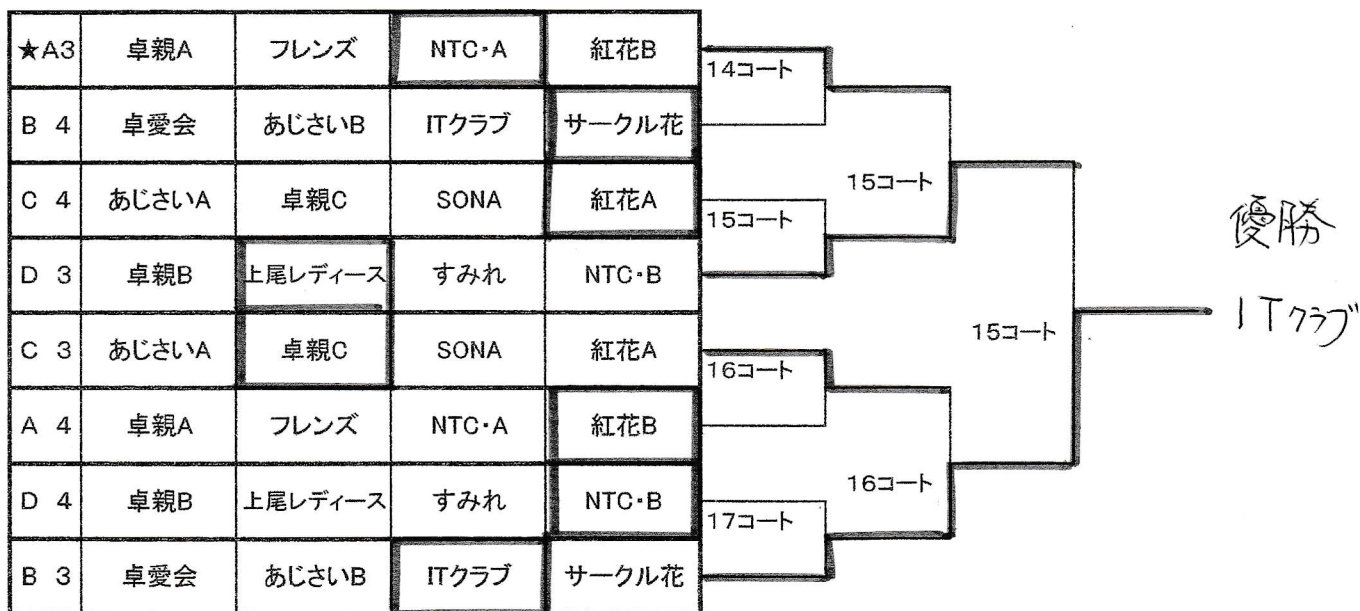 ★A3 卓親A フレンズ NTC・A 紅花B
14コート
B 4 卓愛会 あじさいB ITクラブ サークル花
C 4 あじさいA 卓親C SONA 紅花A
15コート
15コート
D 3 卓親B 上尾レディース すみれ NTC・B
C 3 あじさいA 卓親C SONA 紅花A
16コート
15コート
優勝
ITクラブ
A 4 卓親A フレンズ NTC・A 紅花B
D 4 卓親B 上尾レディース すみれ NTC・B
17コート
16コート
B 3 卓愛会 あじさいB ITクラブ サークル花